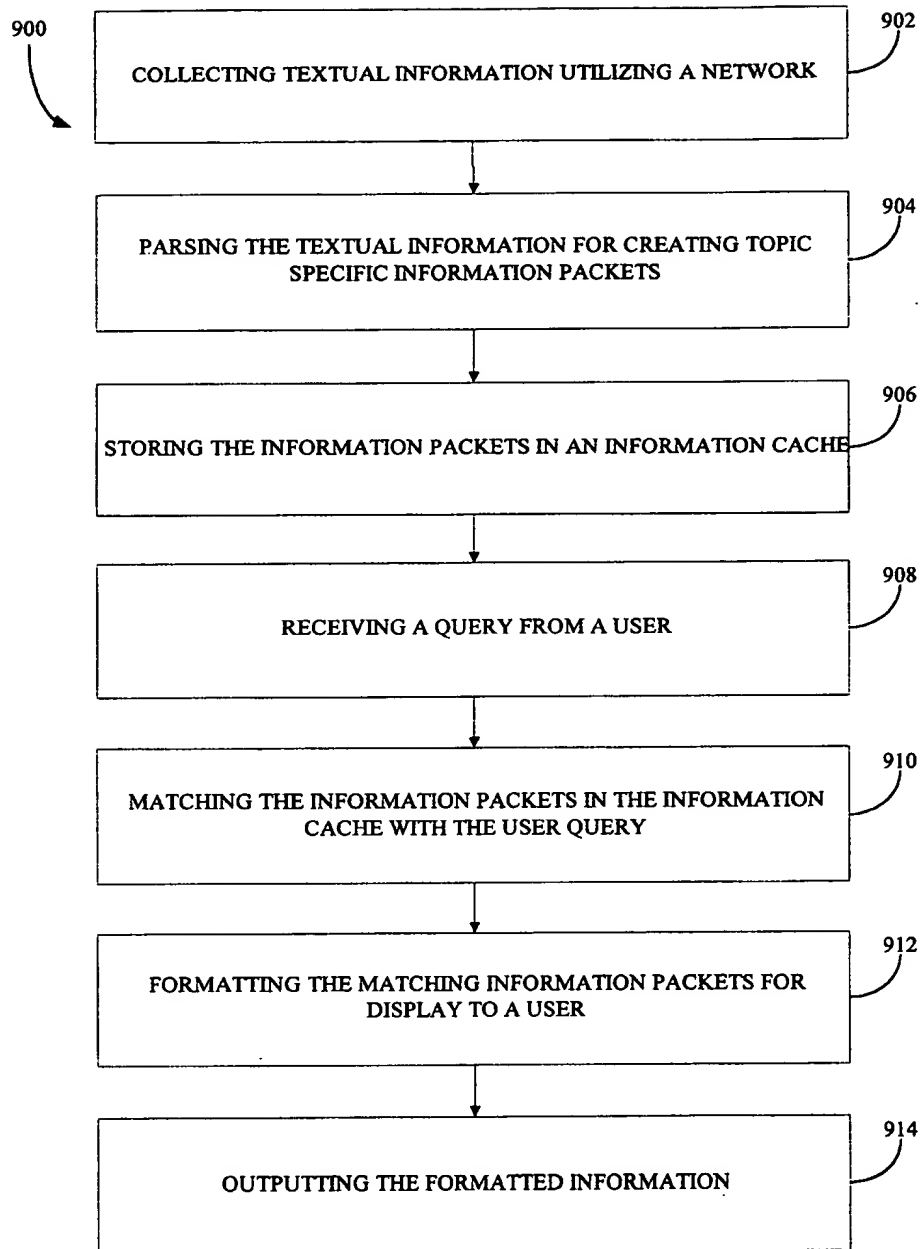 900
902
COLLECTING TEXTUAL INFORMATION UTILIZING A NETWORK
904
PARSING THE TEXTUAL INFORMATION FOR CREATING TOPIC
SPECIFIC INFORMATION PACKETS
906
STORING THE INFORMATION PACKETS IN AN INFORMATION CACHE
908
RECEIVING A QUERY FROM A USER
910
MATCHING THE INFORMATION PACKETS IN THE INFORMATION
CACHE WITH THE USER QUERY
912
FORMATTING THE MATCHING INFORMATION PACKETS FOR
DISPLAY TO A USER
914
OUTPUTTING THE FORMATTED INFORMATION